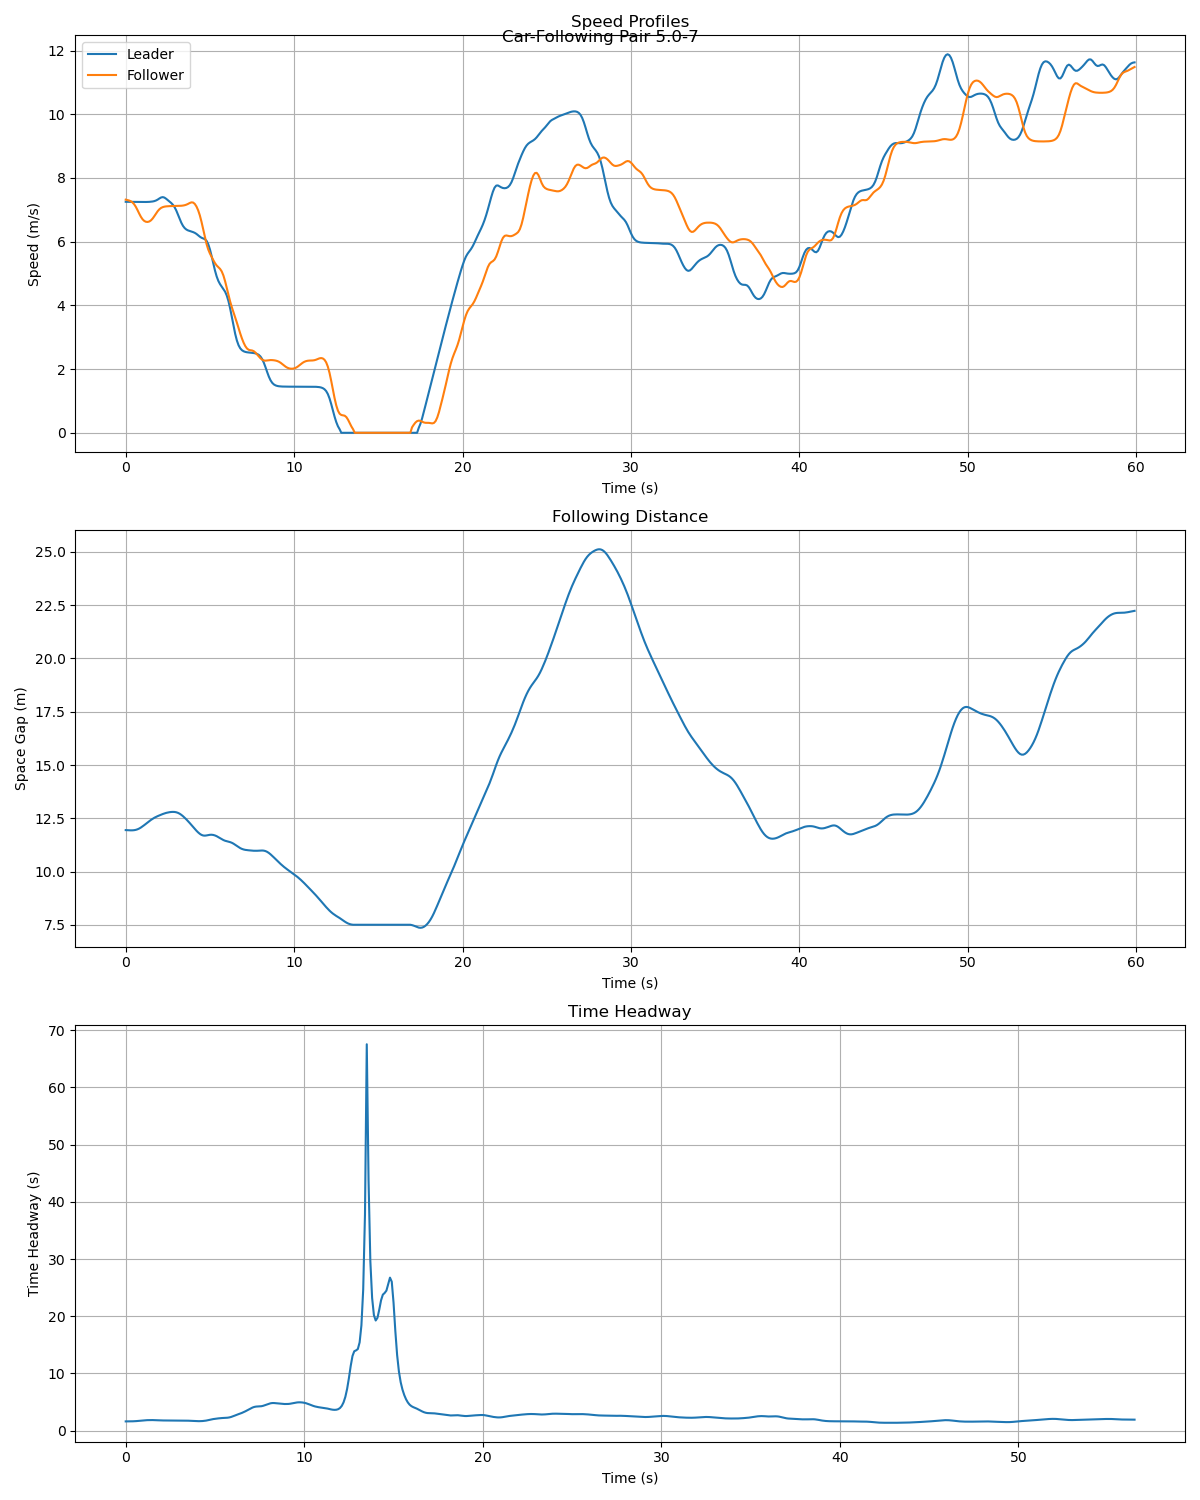 Speed Profiles
Car-Following Pair 5.0-7
Leader
Follower
Speed (m/s)
12
10
8
6
4
2
0
0 10 20 30 40 50 60
Time (s)
Following Distance
Space Gap (m)
25.0
22.5
20.0
17.5
15.0
12.5
10.0
7.5
0 10 20 30 40 50 60
Time (s)
Time Headway
Time Headway (s)
70
60
50
40
30
20
10
0
0 10 20 30 40 50
Time (s)